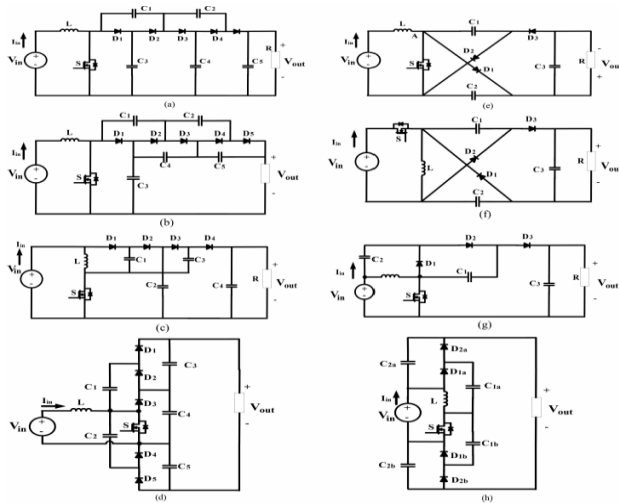 C1 C2
L
Iin D1 D2 D3 D4
Vin S C3 C4 C5 R + Vout -
(a)
C1 C2
L D1 D2 D3 D4 D5
Iin C4 C5
Vin S C3 + Vout -
(b)
D1 D2 D3 D4
Iin L C1 C3
Vin S C2 C4 R + Vout -
(c)
D1
C1 D2 C3
Iin L D3 C4 +
Vin C2 S Vout
D4 C5 -
D5
(d)
L A C1 D3
Iin D2
Vin S D1 C3 R - Vout +
C2
(e)
S C1 D3
Iin D2
Vin L D1 C3 R + Vout -
C2
(f)
D2 D3
C2 D1
Iin C1
Vin S C3 R + Vout -
(g)
D2a
C2a D1a
Iin L C1a +
Vin S Vout
C1b -
C2b D1b
D2b
(h)